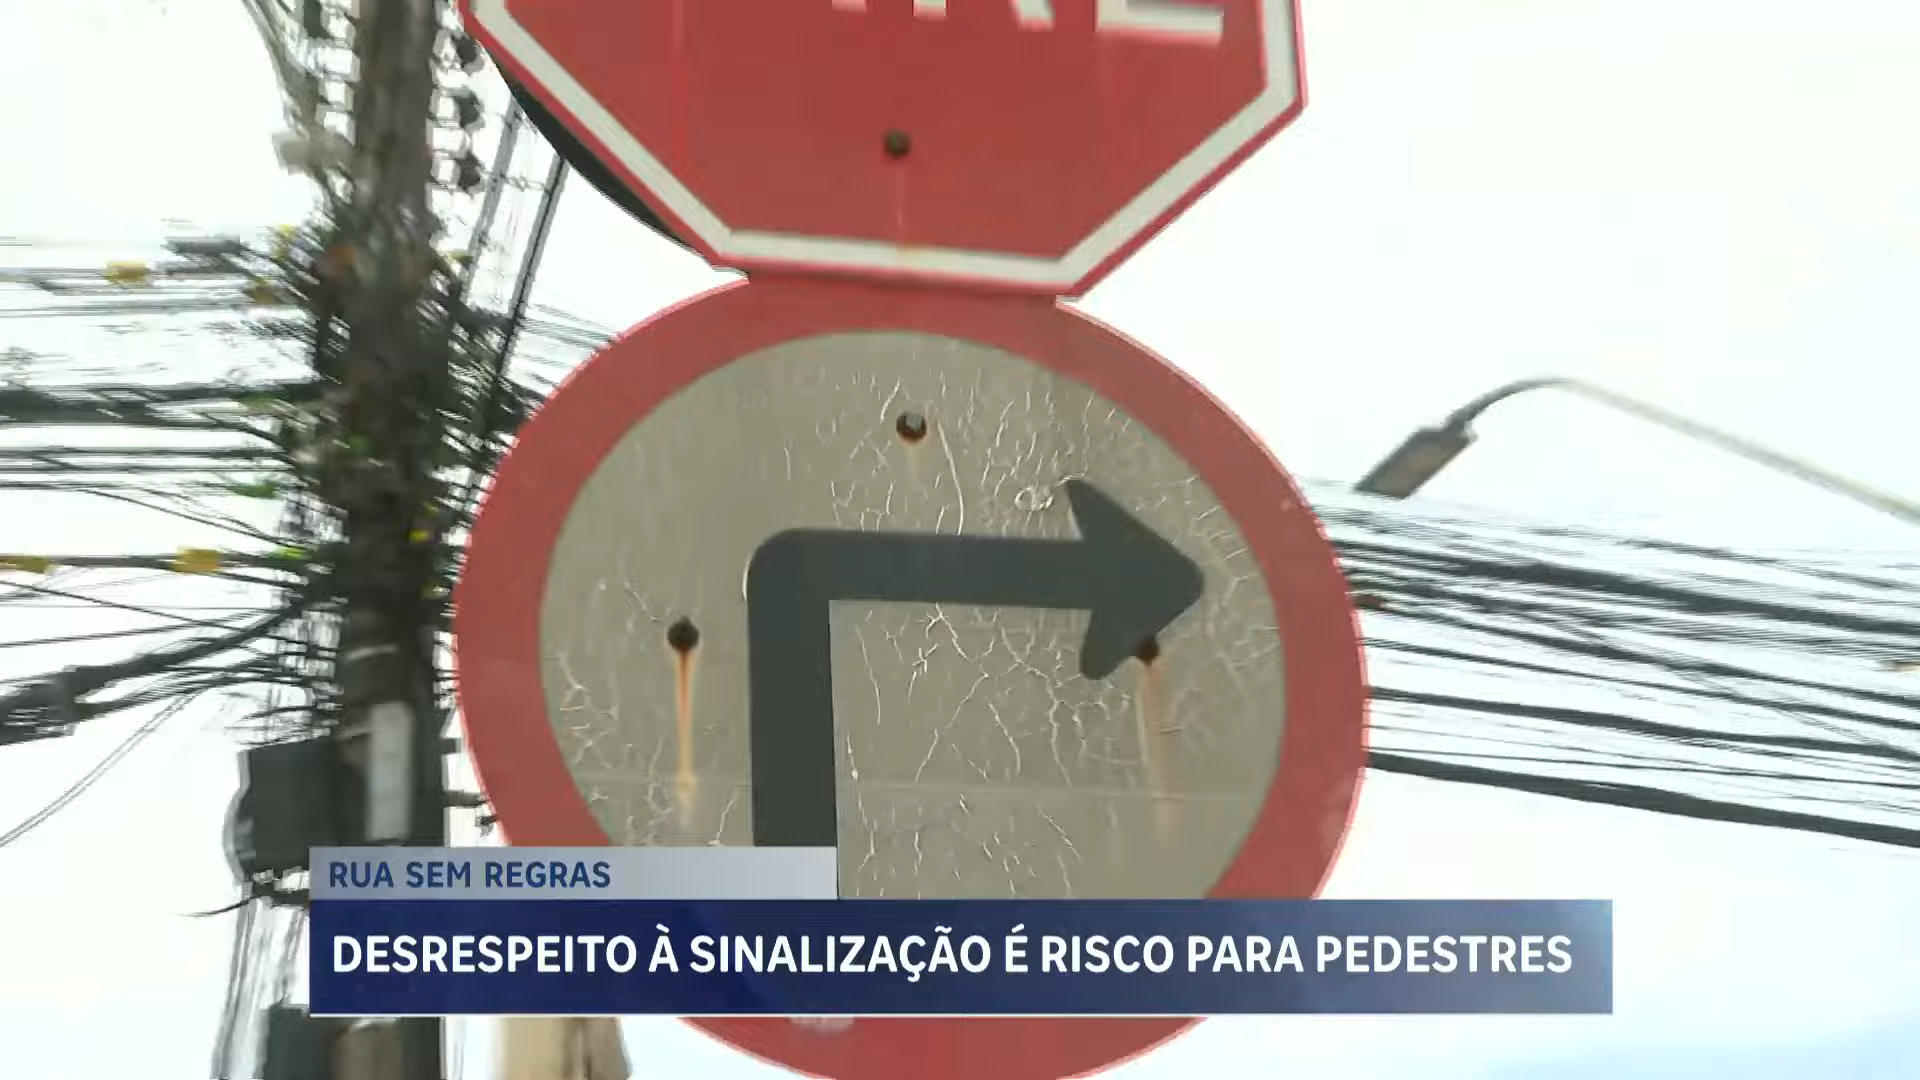 RUA SEM REGRAS
DESRESPEITO À SINALIZAÇÃO É RISCO PARA PEDESTRES